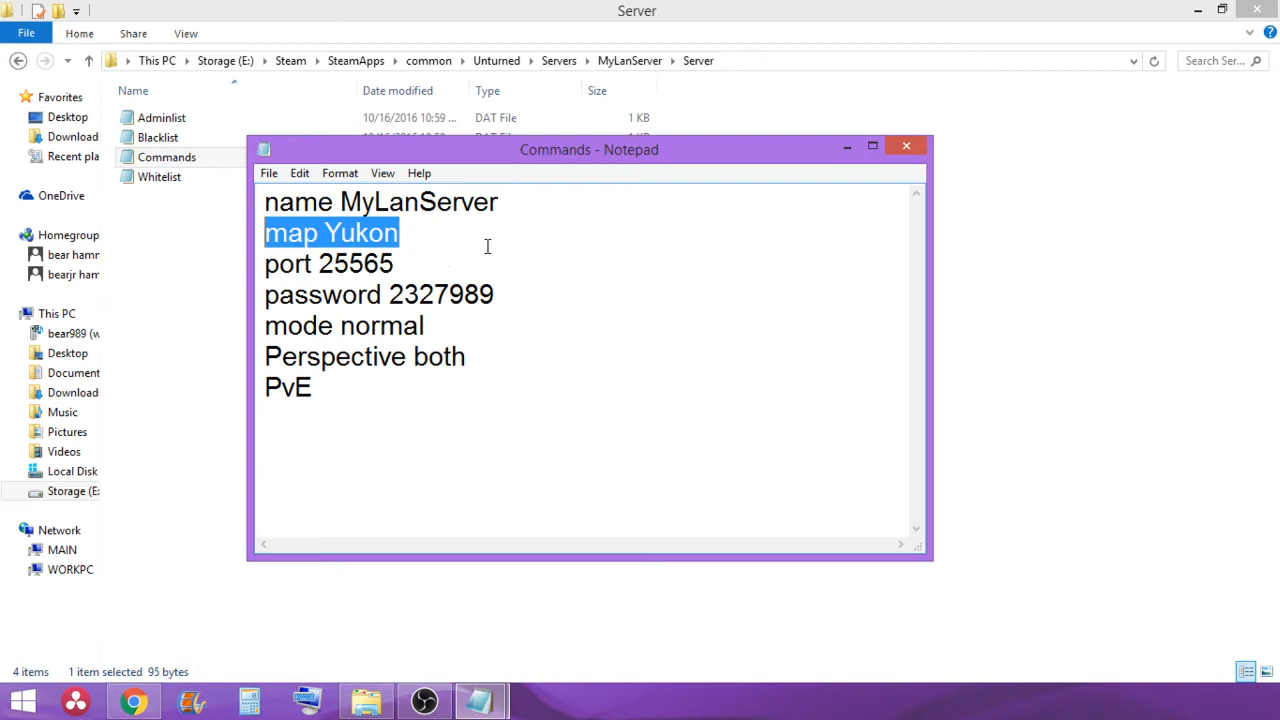 Server
File Home Share View
This PC Storage (E:) Steam SteamApps common Unturned Servers MyLanServer Server Search Ser...
Name Date modified Type Size
Favorites
Desktop
Download
Recent pla
OneDrive
Homegroup
bear hamn
bearjr ham
This PC
bear989 (w
Desktop
Document
Download
Music
Pictures
Videos
Local Disk
Storage (E:
Network
MAIN
WORKPC
Adminlist 10/16/2016 10:59 ... DAT File 1 KB
Blacklist
Commands
Whitelist
Commands - Notepad
File Edit Format View Help
name MyLanServer
map Yukon
port 25565
password 2327989
mode normal
Perspective both
PvE
4 items 1 item selected 95 bytes